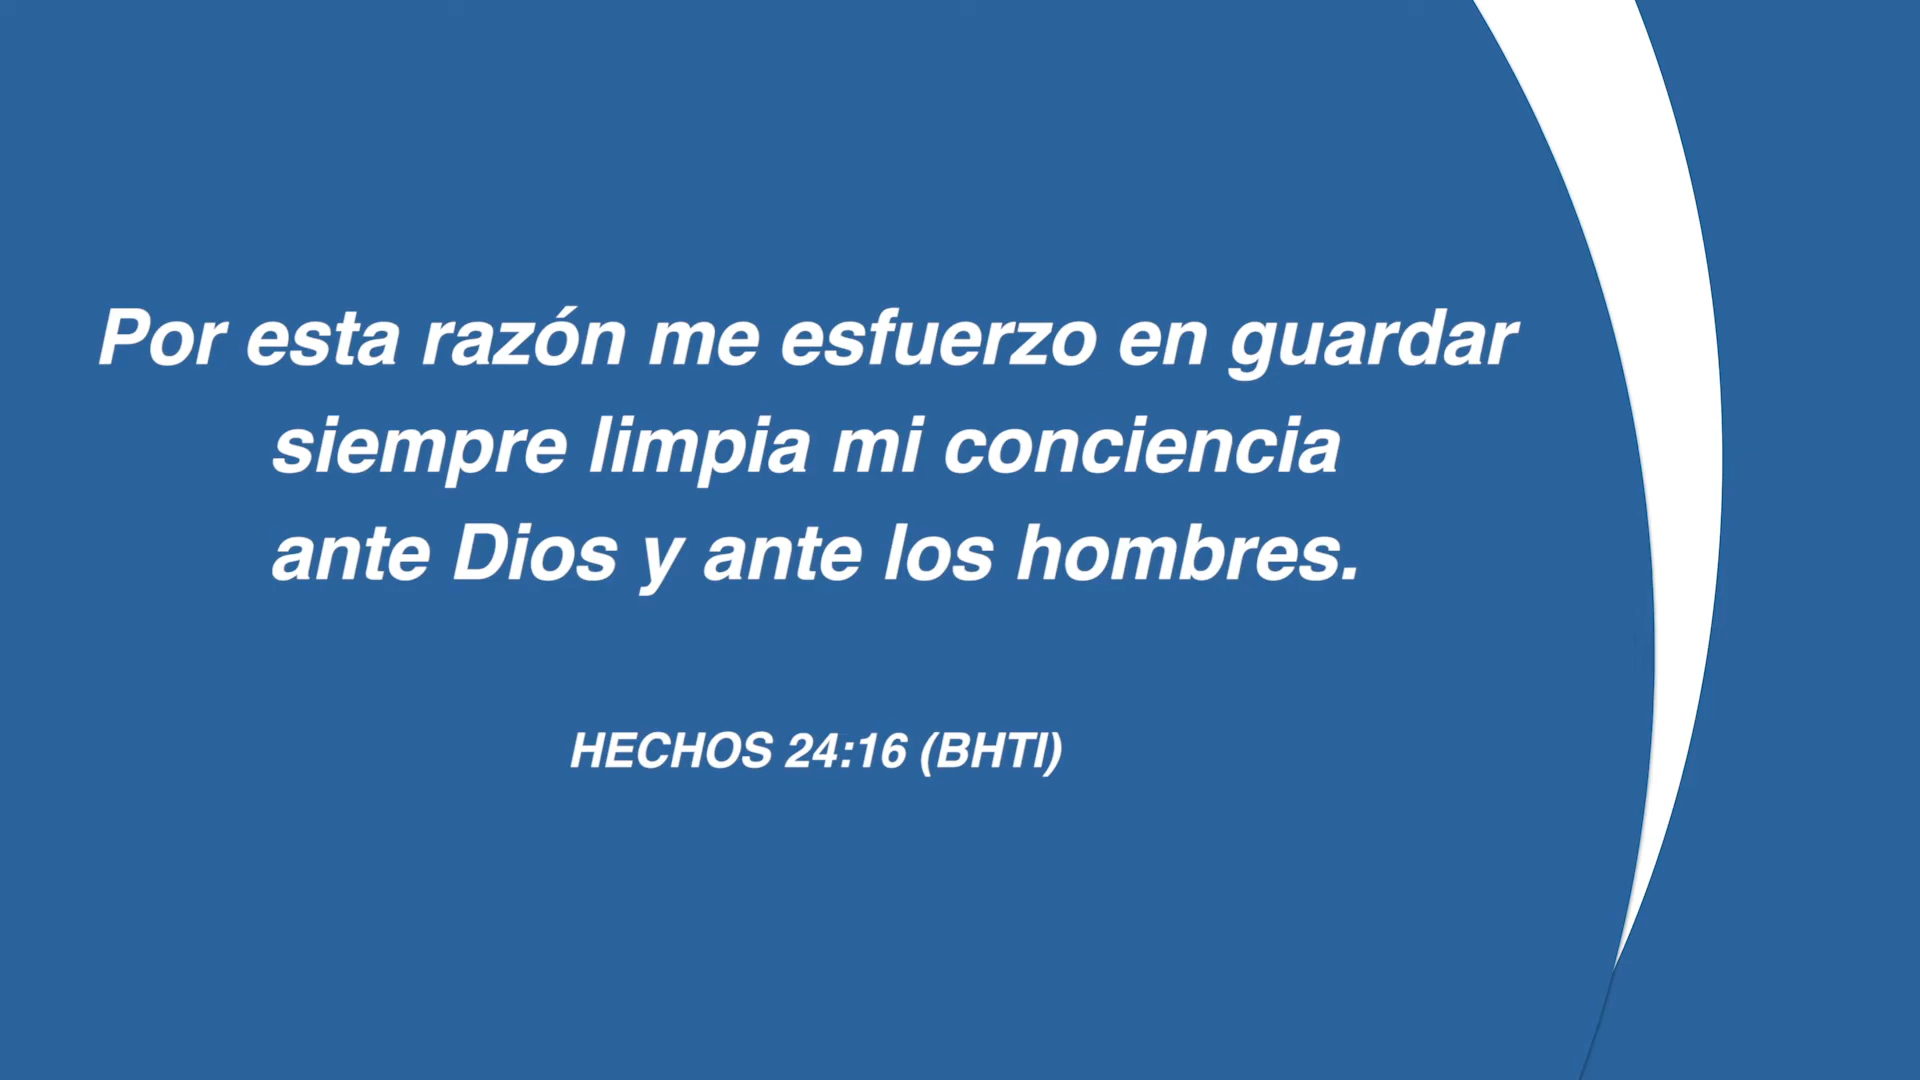 Por esta razón me esfuerzo en guardar
siempre limpia mi conciencia
ante Dios y ante los hombres.
HECHOS 24:16 (BHTI)